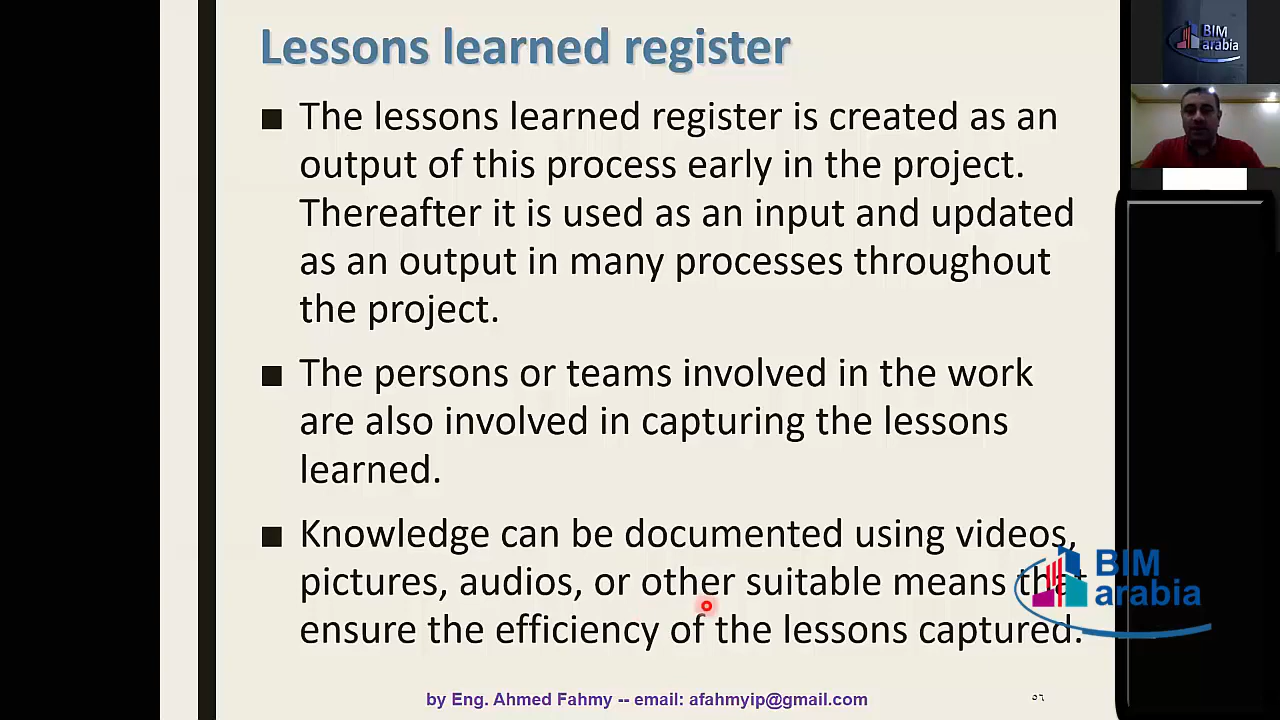 Lessons learned register
■ The lessons learned register is created as an
output of this process early in the project.
Thereafter it is used as an input and updated
as an output in many processes throughout
the project.
■ The persons or teams involved in the work
are also involved in capturing the lessons
learned.
■ Knowledge can be documented using videos,
pictures, audios, or other suitable means that
ensure the efficiency of the lessons captured.
by Eng. Ahmed Fahmy -- email: afahmyip@gmail.com
٥٦
BIM
arabia
BIM
arabia